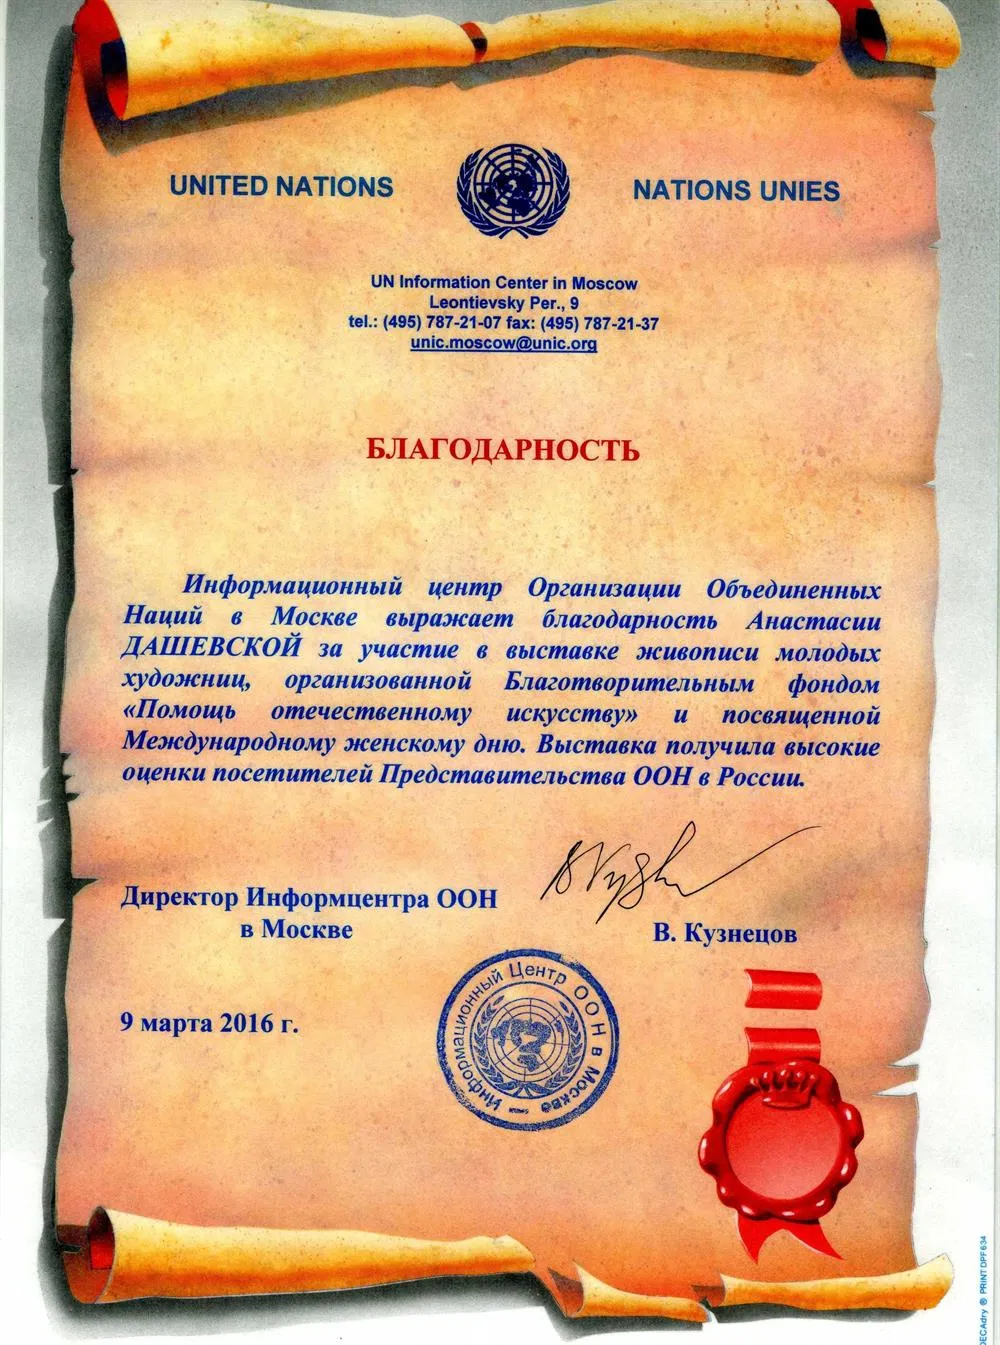 UNITED NATIONS
NATIONS UNIES
UN Information Center in Moscow
Leontievsky Per., 9
tel.: (495) 787-21-07 fax: (495) 787-21-37
unic.moscow@unic.org
БЛАГОДАРНОСТЬ
Информационный центр Организации Объединенных
Наций в Москве выражает благодарность Анастасии
ДАШЕВСКОЙ за участие в выставке живописи молодых
художниц, организованной Благотворительным фондом
«Помощь отечественному искусству» и посвященной
Международному женскому дню. Выставка получила высокие
оценки посетителей Представительства ООН в России.
Директор Информцентра ООН
в Москве
В. Кузнецов
9 марта 2016 г.
Информационный Центр ООН в Москве
DECAdry ® PRINT DPF634